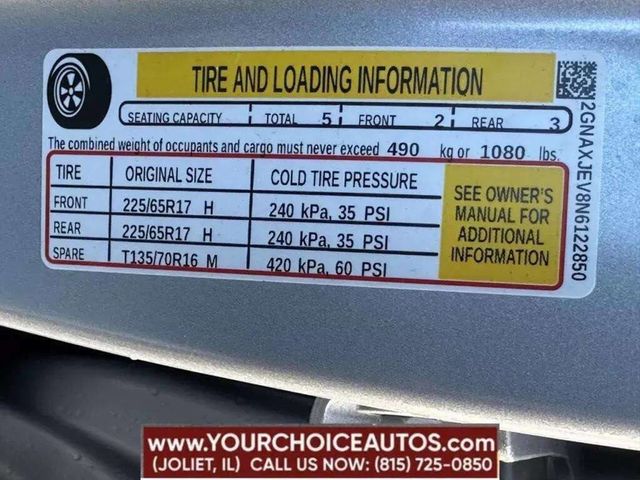 TIRE AND LOADING INFORMATION
SEATING CAPACITY TOTAL 5 FRONT 2 REAR 3
The combined weight of occupants and cargo must never exceed 490 kg or 1080 lbs.
TIRE ORIGINAL SIZE COLD TIRE PRESSURE
FRONT 225/65R17 H 240 kPa, 35 PSI
REAR 225/65R17 H 240 kPa, 35 PSI
SPARE T135/70R16 M 420 kPa, 60 PSI
SEE OWNER'S
MANUAL FOR
ADDITIONAL
INFORMATION
2GNAXJEV8N6122850
WWW.YOURCHOICEAUTOS.COM
(JOLIET, IL) CALL US NOW: (815) 725-0850